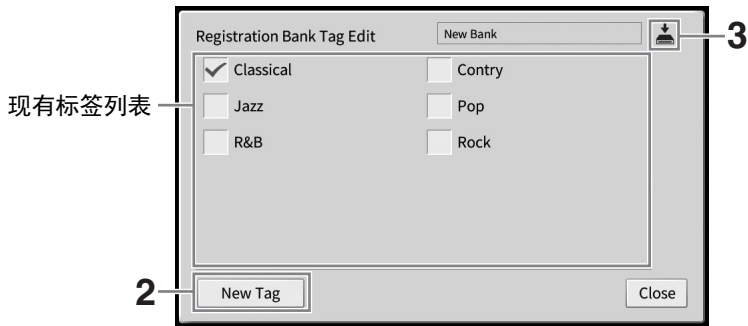 Registration Bank Tag Edit New Bank 3
现有标签列表
Classical Contry
Jazz Pop
R&B Rock
2 New Tag Close